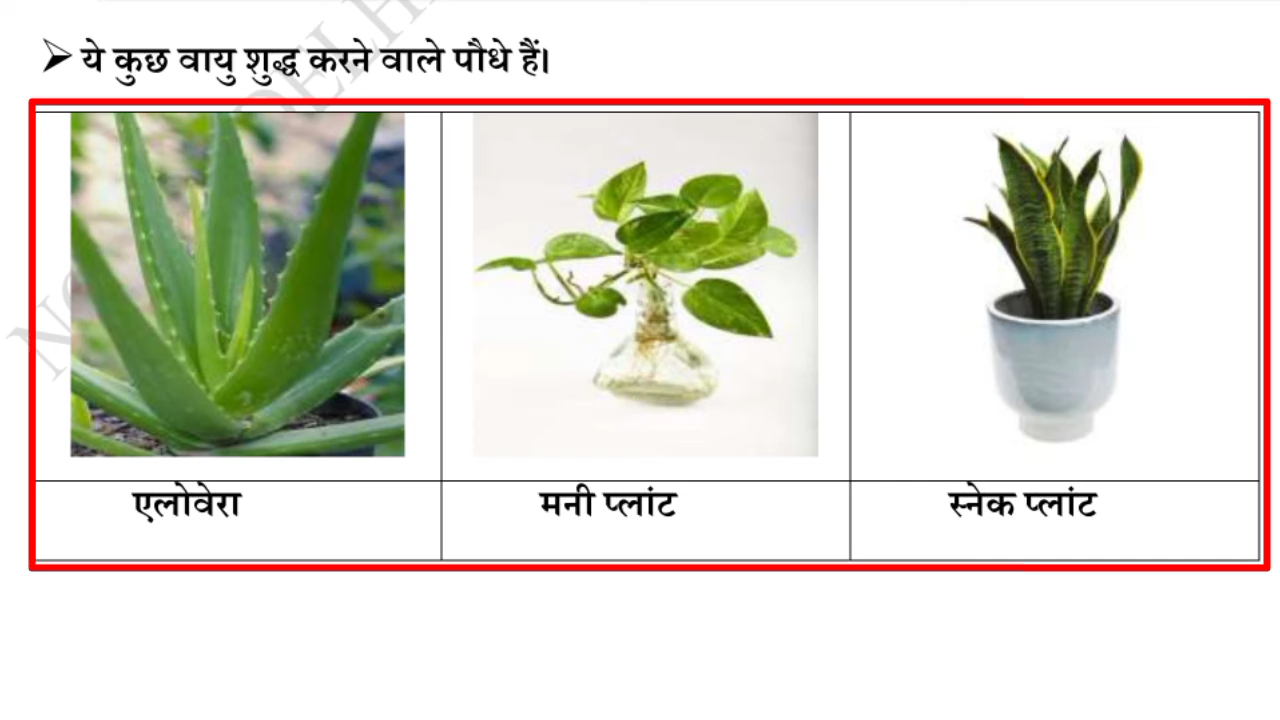 ➢ ये कुछ वायु शुद्ध करने वाले पौधे हैं।
एलोवेरा
मनी प्लांट
स्नेक प्लांट